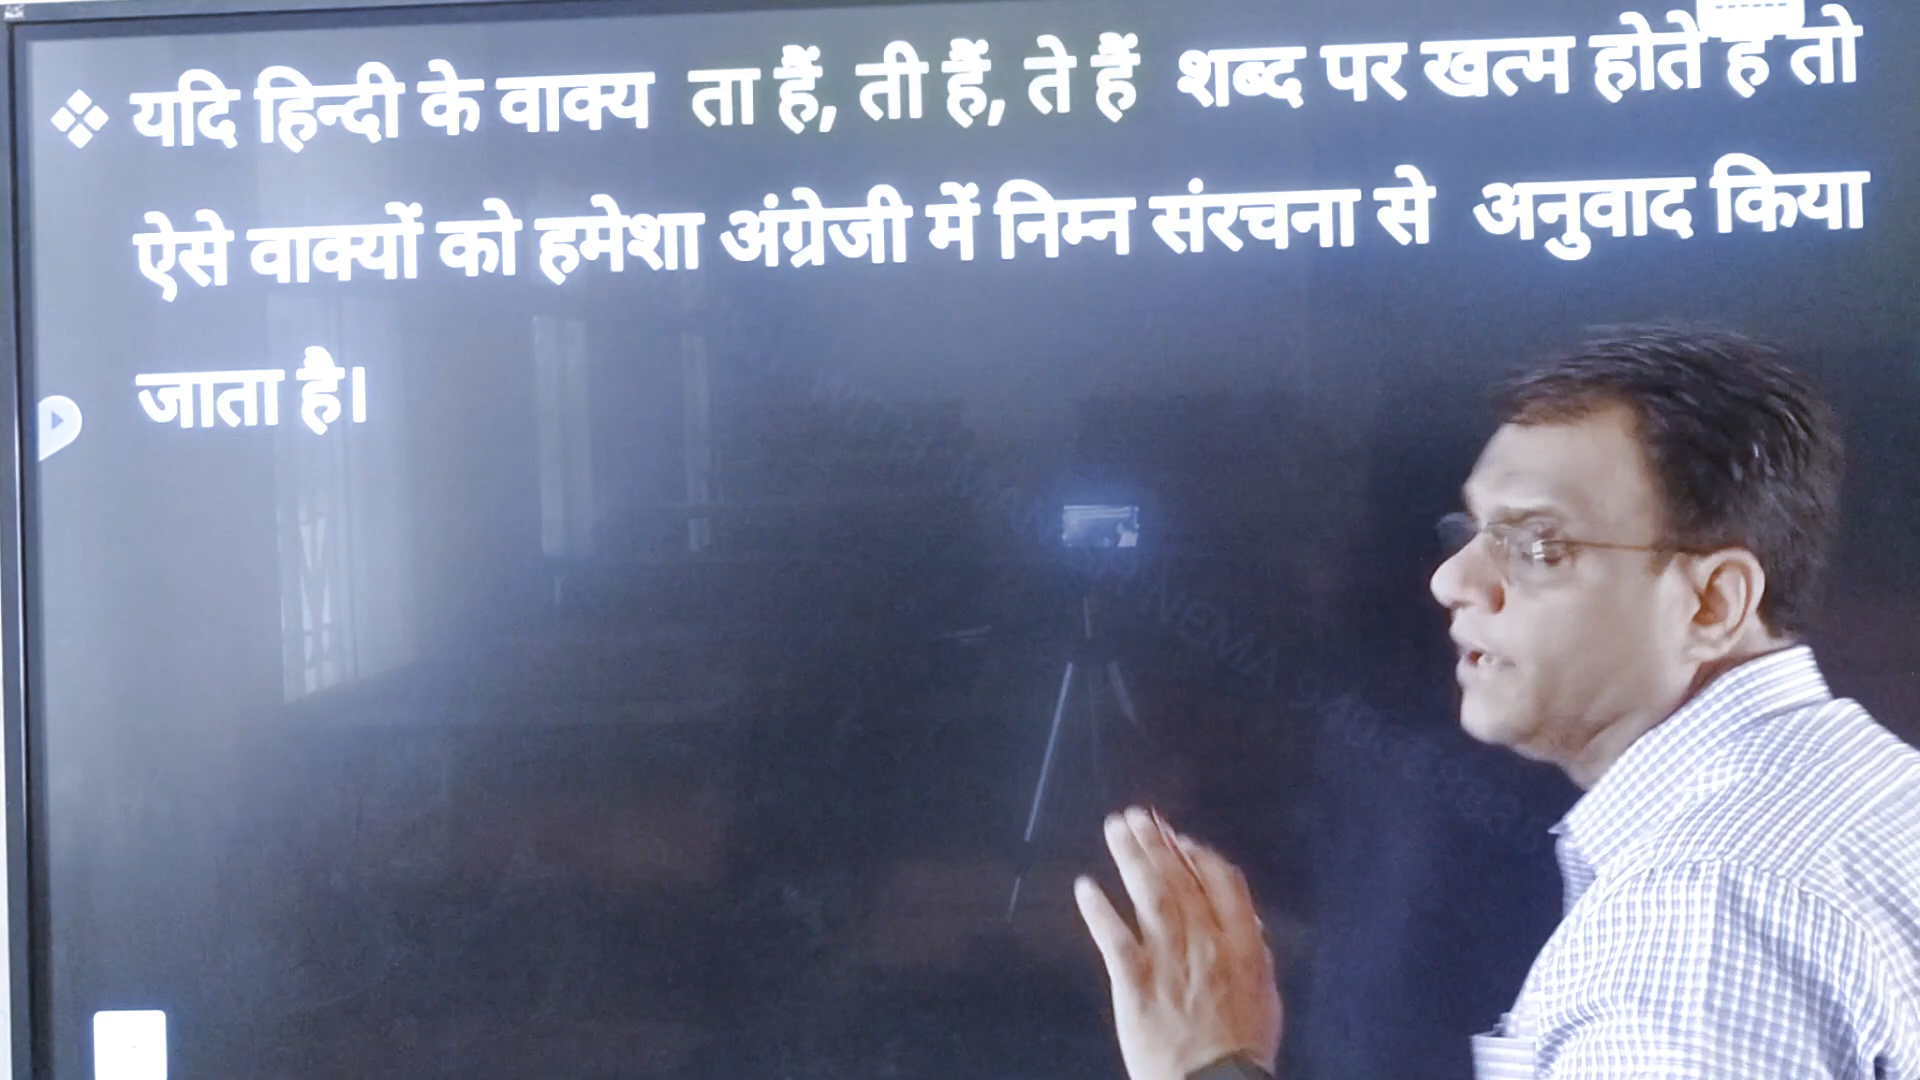 ❖ यदि हिन्दी के वाक्य ता हैं, ती हैं, ते हैं शब्द पर खत्म होते है तो
ऐसे वाक्यों को हमेशा अंग्रेजी में निम्न संरचना से अनुवाद किया
जाता है।